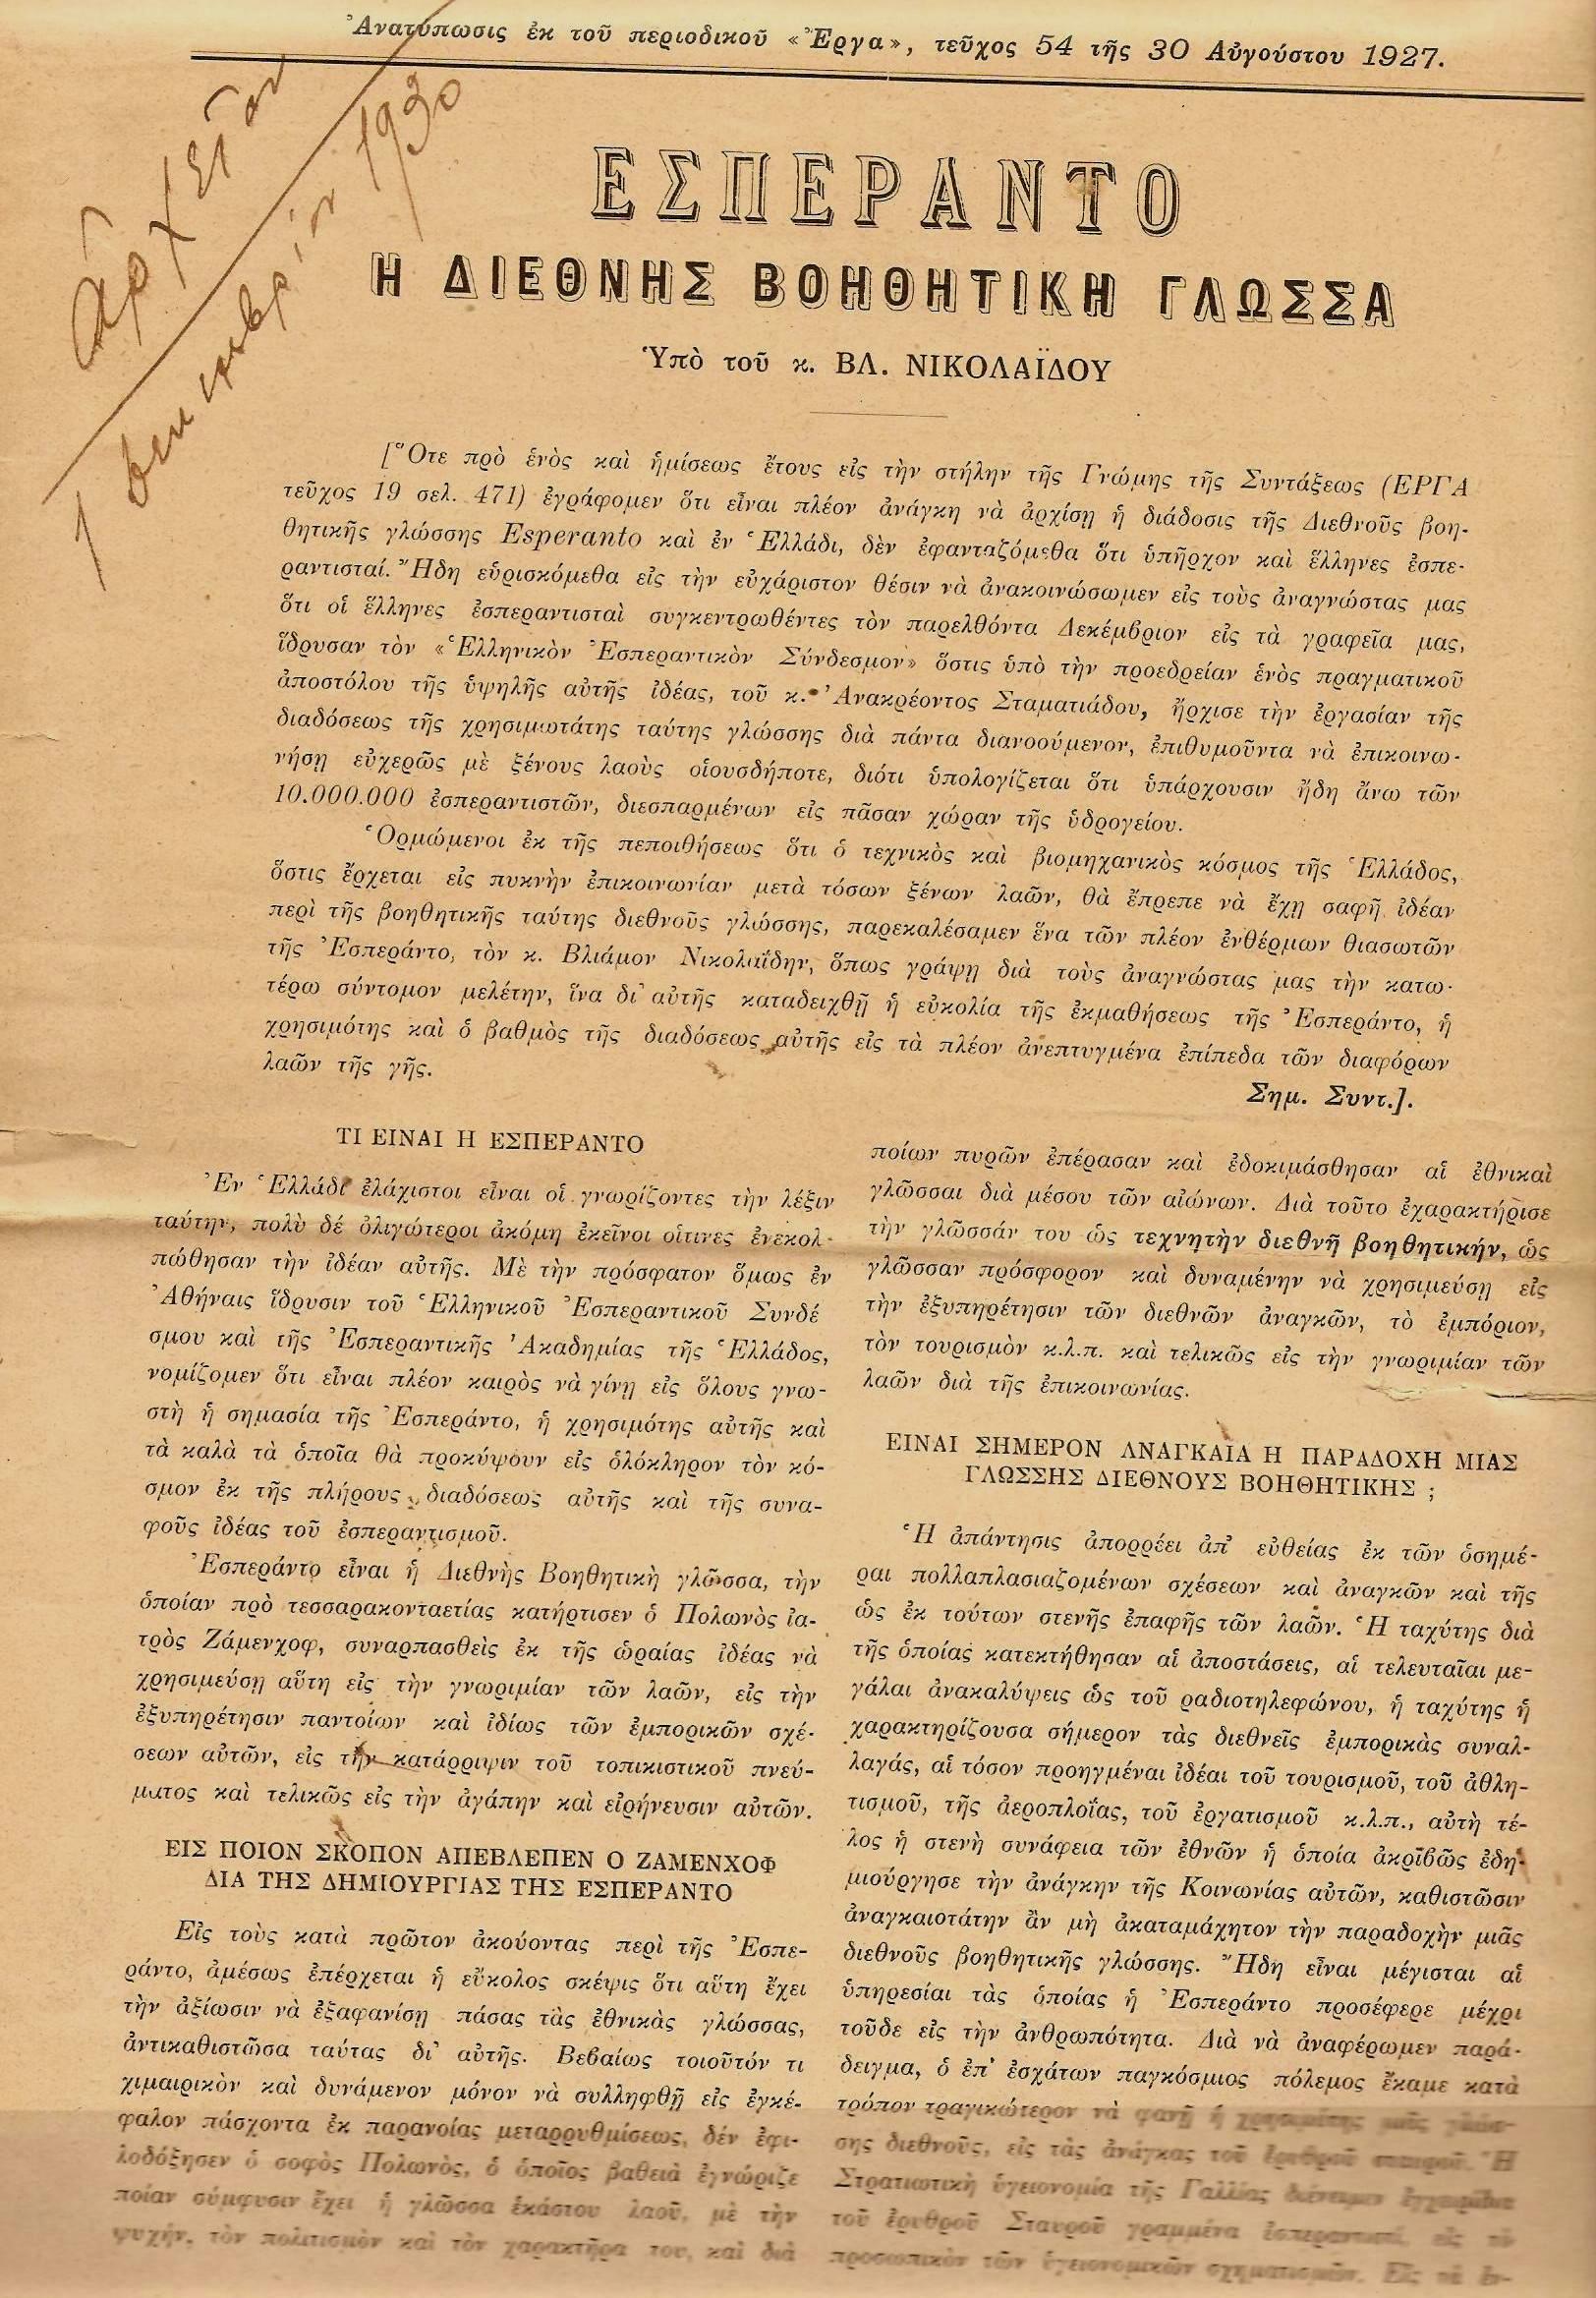 Ἀνατύπωσις ἐκ τοῦ περιοδικοῦ «Ἔργα», τεῦχος 54 τῆς 30 Αὐγούστου 1927.
ἀρχεῖον
1 Οκτωβρίου 1930
ΕΣΠΕΡΑΝΤΟ
Η ΔΙΕΘΝΗΣ ΒΟΗΘΗΤΙΚΗ ΓΛΩΣΣΑ
Ὑπὸ τοῦ κ. ΒΛ. ΝΙΚΟΛΑΪΔΟΥ
[Ὅτε πρὸ ἑνὸς καὶ ἡμίσεως ἔτους εἰς τὴν στήλην τῆς Γνώμης τῆς Συντάξεως (ΕΡΓΑ
τεῦχος 19 σελ. 471) ἐγράφομεν ὅτι εἶναι πλέον ἀνάγκη νὰ ἀρχίσῃ ἡ διάδοσις τῆς Διεθνοῦς βοη-
θητικῆς γλώσσης Esperanto καὶ ἐν Ἑλλάδι, δὲν ἐφανταζόμεθα ὅτι ὑπῆρχον καὶ ἕλληνες ἐσπε-
ραντισταί. Ἤδη εὑρισκόμεθα εἰς τὴν εὐχάριστον θέσιν νὰ ἀνακοινώσωμεν εἰς τοὺς ἀναγνώστας μας
ὅτι οἱ ἕλληνες ἐσπεραντισταὶ συγκεντρωθέντες τὸν παρελθόντα Δεκέμβριον εἰς τὰ γραφεῖα μας,
ἵδρυσαν τὸν «Ἑλληνικὸν Ἐσπεραντικὸν Σύνδεσμον» ὅστις ὑπὸ τὴν προεδρείαν ἑνὸς πραγματικοῦ
ἀποστόλου τῆς ὑψηλῆς αὐτῆς ἰδέας, τοῦ κ. Ἀνακρέοντος Σταματιάδου, ἤρχισε τὴν ἐργασίαν τῆς
διαδόσεως τῆς χρησιμωτάτης ταύτης γλώσσης διὰ πάντα διανοούμενον, ἐπιθυμοῦντα νὰ ἐπικοινω-
νήσῃ εὐχερῶς μὲ ξένους λαοὺς οἱουσδήποτε, διότι ὑπολογίζεται ὅτι ὑπάρχουσιν ἤδη ἄνω τῶν
10.000.000 ἐσπεραντιστῶν, διεσπαρμένων εἰς πᾶσαν χώραν τῆς ὑδρογείου.
Ὁρμώμενοι ἐκ τῆς πεποιθήσεως ὅτι ὁ τεχνικὸς καὶ βιομηχανικὸς κόσμος τῆς Ἑλλάδος,
ὅστις ἔρχεται εἰς πυκνὴν ἐπικοινωνίαν μετὰ τόσων ξένων λαῶν, θὰ ἔπρεπε νὰ ἔχῃ σαφῆ ἰδέαν
περὶ τῆς βοηθητικῆς ταύτης διεθνοῦς γλώσσης, παρεκαλέσαμεν ἕνα τῶν πλέον ἐνθέρμων θιασωτῶν
τῆς Ἐσπεράντο, τὸν κ. Βλιάμον Νικολαΐδην, ὅπως γράψῃ διὰ τοὺς ἀναγνώστας μας τὴν κατω-
τέρω σύντομον μελέτην, ἵνα δι' αὐτῆς καταδειχθῇ ἡ εὐκολία τῆς ἐκμαθήσεως τῆς Ἐσπεράντο, ἡ
χρησιμότης καὶ ὁ βαθμὸς τῆς διαδόσεως αὐτῆς εἰς τὰ πλέον ἀνεπτυγμένα ἐπίπεδα τῶν διαφόρων
λαῶν τῆς γῆς.
Σημ. Συντ.].
ΤΙ ΕΙΝΑΙ Η ΕΣΠΕΡΑΝΤΟ
Ἐν Ἑλλάδι ἐλάχιστοι εἶναι οἱ γνωρίζοντες τὴν λέξιν
ταύτην, πολὺ δέ ὀλιγώτεροι ἀκόμη ἐκεῖνοι οἵτινες ἐνεκολ-
πώθησαν τὴν ἰδέαν αὐτῆς. Μὲ τὴν πρόσφατον ὅμως ἐν
Ἀθήναις ἵδρυσιν τοῦ Ἑλληνικοῦ Ἐσπεραντικοῦ Συνδέ
σμου καὶ τῆς Ἐσπεραντικῆς Ἀκαδημίας τῆς Ἑλλάδος,
νομίζομεν ὅτι εἶναι πλέον καιρὸς νὰ γίνῃ εἰς ὅλους γνω-
στὴ ἡ σημασία τῆς Ἐσπεράντο, ἡ χρησιμότης αὐτῆς καὶ
τὰ καλὰ τὰ ὁποῖα θὰ προκύψουν εἰς ὁλόκληρον τὸν κό-
σμον ἐκ τῆς πλήρους διαδόσεως αὐτῆς καὶ τῆς συνα-
φοῦς ἰδέας τοῦ ἐσπεραντισμοῦ.
Ἐσπεράντο εἶναι ἡ Διεθνὴς Βοηθητικὴ γλῶσσα, τὴν
ὁποίαν πρὸ τεσσαρακονταετίας κατήρτισεν ὁ Πολωνὸς ἰα-
τρὸς Ζάμενχοφ, συναρπασθεὶς ἐκ τῆς ὡραίας ἰδέας νὰ
χρησιμεύσῃ αὕτη εἰς τὴν γνωριμίαν τῶν λαῶν, εἰς τὴν
ἐξυπηρέτησιν παντοίων καὶ ἰδίως τῶν ἐμπορικῶν σχέ-
σεων αὐτῶν, εἰς τὴν κατάρριψιν τοῦ τοπικιστικοῦ πνεύ-
ματος καὶ τελικῶς εἰς τὴν ἀγάπην καὶ εἰρήνευσιν αὐτῶν.
ΕΙΣ ΠΟΙΟΝ ΣΚΟΠΟΝ ΑΠΕΒΛΕΠΕΝ Ο ΖΑΜΕΝΧΟΦ
ΔΙΑ ΤΗΣ ΔΗΜΙΟΥΡΓΙΑΣ ΤΗΣ ΕΣΠΕΡΑΝΤΟ
Εἰς τοὺς κατὰ πρῶτον ἀκούοντας περὶ τῆς Ἐσπε-
ράντο, ἀμέσως ἐπέρχεται ἡ εὔκολος σκέψις ὅτι αὕτη ἔχει
τὴν ἀξίωσιν νὰ ἐξαφανίσῃ πάσας τὰς ἐθνικὰς γλώσσας,
ἀντικαθιστῶσα ταύτας δι' αὐτῆς. Βεβαίως τοιοῦτόν τι
χιμαιρικὸν καὶ δυνάμενον μόνον νὰ συλληφθῇ εἰς ἐγκέ-
φαλον πάσχοντα ἐκ παρανοίας μεταρρυθμίσεως, δέν ἐφι-
λοδόξησεν ὁ σοφὸς Πολωνὸς, ὁ ὁποῖος βαθειὰ ἐγνώριζε
ποίαν σύμφυσιν ἔχει ἡ γλῶσσα ἑκάστου λαοῦ, μὲ τὴν
ψυχήν, τὸν πολιτισμὸν καὶ τὸν χαρακτῆρα του, καὶ διὰ
ποίων πυρῶν ἐπέρασαν καὶ ἐδοκιμάσθησαν αἱ ἐθνικαὶ
γλῶσσαι διὰ μέσου τῶν αἰώνων. Διὰ τοῦτο ἐχαρακτήρισε
τὴν γλῶσσάν του ὡς τεχνητὴν διεθνῆ βοηθητικήν, ὡς
γλῶσσαν πρόσφορον καὶ δυναμένην νὰ χρησιμεύσῃ εἰς
τὴν ἐξυπηρέτησιν τῶν διεθνῶν ἀναγκῶν, τὸ ἐμπόριον,
τὸν τουρισμὸν κ.λ.π. καὶ τελικῶς εἰς τὴν γνωριμίαν τῶν
λαῶν διὰ τῆς ἐπικοινωνίας.
ΕΙΝΑΙ ΣΗΜΕΡΟΝ ΑΝΑΓΚΑΙΑ Η ΠΑΡΑΔΟΧΗ ΜΙΑΣ
ΓΛΩΣΣΗΣ ΔΙΕΘΝΟΥΣ ΒΟΗΘΗΤΙΚΗΣ ;
Ἡ ἀπάντησις ἀπορρέει ἀπ' εὐθείας ἐκ τῶν ὁσημέ-
ραι πολλαπλασιαζομένων σχέσεων καὶ ἀναγκῶν καὶ τῆς
ὡς ἐκ τούτων στενῆς ἐπαφῆς τῶν λαῶν. Ἡ ταχύτης διὰ
τῆς ὁποίας κατεκτήθησαν αἱ ἀποστάσεις, αἱ τελευταῖαι με-
γάλαι ἀνακαλύψεις ὡς τοῦ ραδιοτηλεφώνου, ἡ ταχύτης ἡ
χαρακτηρίζουσα σήμερον τὰς διεθνεῖς ἐμπορικὰς συναλ-
λαγάς, αἱ τόσον προηγμέναι ἰδέαι τοῦ τουρισμοῦ, τοῦ ἀθλη-
τισμοῦ, τῆς ἀεροπλοΐας, τοῦ ἐργατισμοῦ κ.λ.π., αὐτὴ τέ-
λος ἡ στενὴ συνάφεια τῶν ἐθνῶν ἡ ὁποία ἀκριβῶς ἐδη-
μιούργησε τὴν ἀνάγκην τῆς Κοινωνίας αὐτῶν, καθιστῶσιν
ἀναγκαιοτάτην ἂν μὴ ἀκαταμάχητον τὴν παραδοχὴν μιᾶς
διεθνοῦς βοηθητικῆς γλώσσης. Ἤδη εἶναι μέγισται αἱ
ὑπηρεσίαι τὰς ὁποίας ἡ Ἐσπεράντο προσέφερε μέχρι
τοῦδε εἰς τὴν ἀνθρωπότητα. Διὰ νὰ ἀναφέρωμεν παρά-
δειγμα, ὁ ἐπ' ἐσχάτων παγκόσμιος πόλεμος ἔκαμε κατὰ
τρόπον τραγικώτερον νὰ φανῇ ἡ χρησιμότης μιᾶς γλώσ-
σης διεθνοῦς, εἰς τὰς ἀνάγκας τοῦ ἐρυθροῦ σταυροῦ. Ἡ
Στρατιωτικὴ ὑγειονομία τῆς Γαλλίας διένειμεν ἐγχειρίδια
τοῦ ἐρυθροῦ Σταυροῦ γραμμένα ἐσπεραντιστί, εἰς τὸ
προσωπικὸν τῶν ὑγειονομικῶν σχηματισμῶν. Εἰς τὰ ἐν-